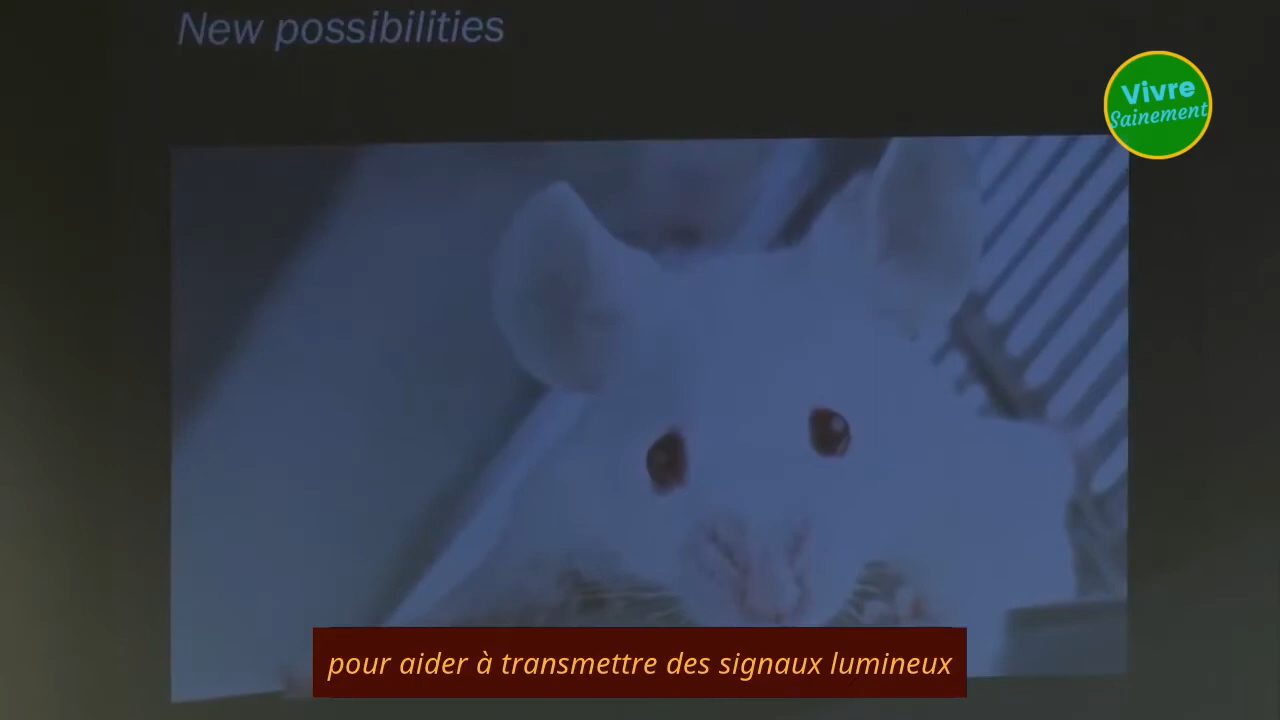 New possibilities
Vivre
Sainement
pour aider à transmettre des signaux lumineux